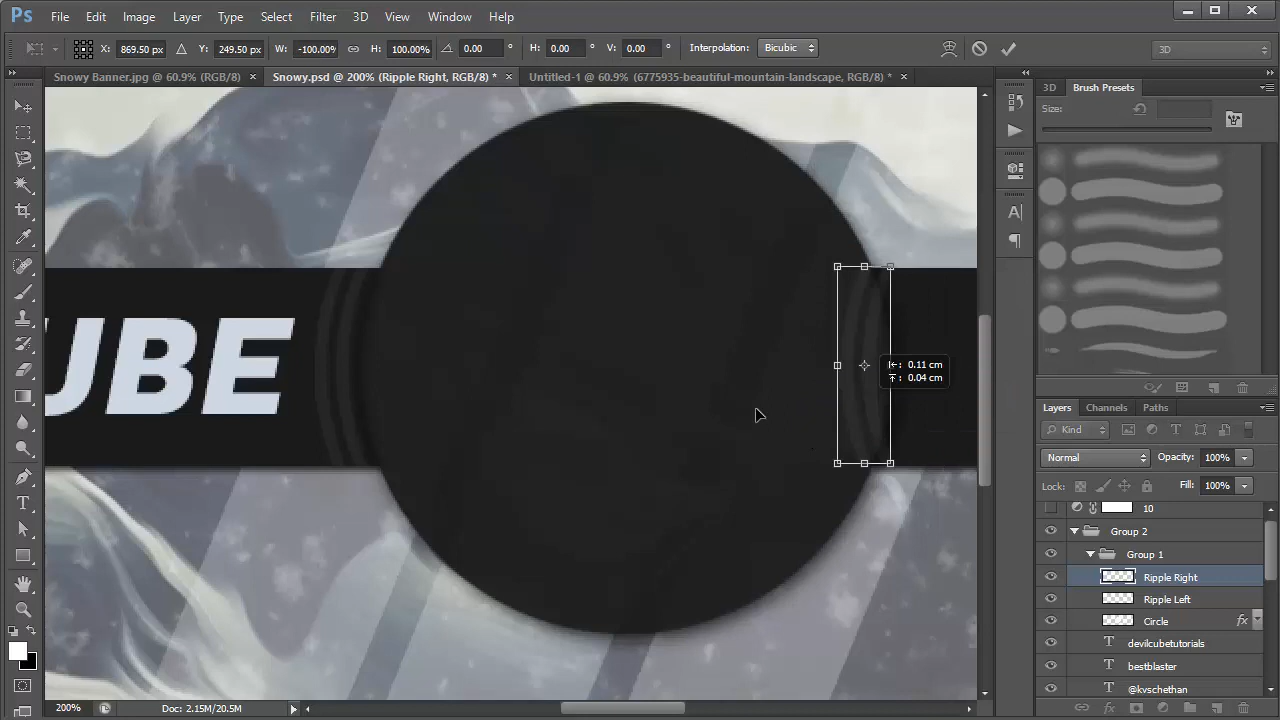 Ps File Edit Image Layer Type Select Filter 3D View Window Help
X: 869.50 px Y: 249.50 px W: -100.00% H: 100.00% 0.00 ° H: 0.00 ° V: 0.00 ° Interpolation: Bicubic 3D
Snowy Banner.jpg @ 60.9% (RGB/8) × Snowy.psd @ 200% (Ripple Right, RGB/8) * × Untitled-1 @ 60.9% (6775935-beautiful-mountain-landscape, RGB/8) * ×
3D Brush Presets
Size:
UBE
: 0.11 cm
: 0.04 cm
Layers Channels Paths
Kind
Normal Opacity: 100%
Lock: Fill: 100%
10
Group 2
Group 1
Ripple Right
Ripple Left
Circle fx
T devilcubetutorials
T bestblaster
T @kvschethan
200% Doc: 2.15M/20.5M